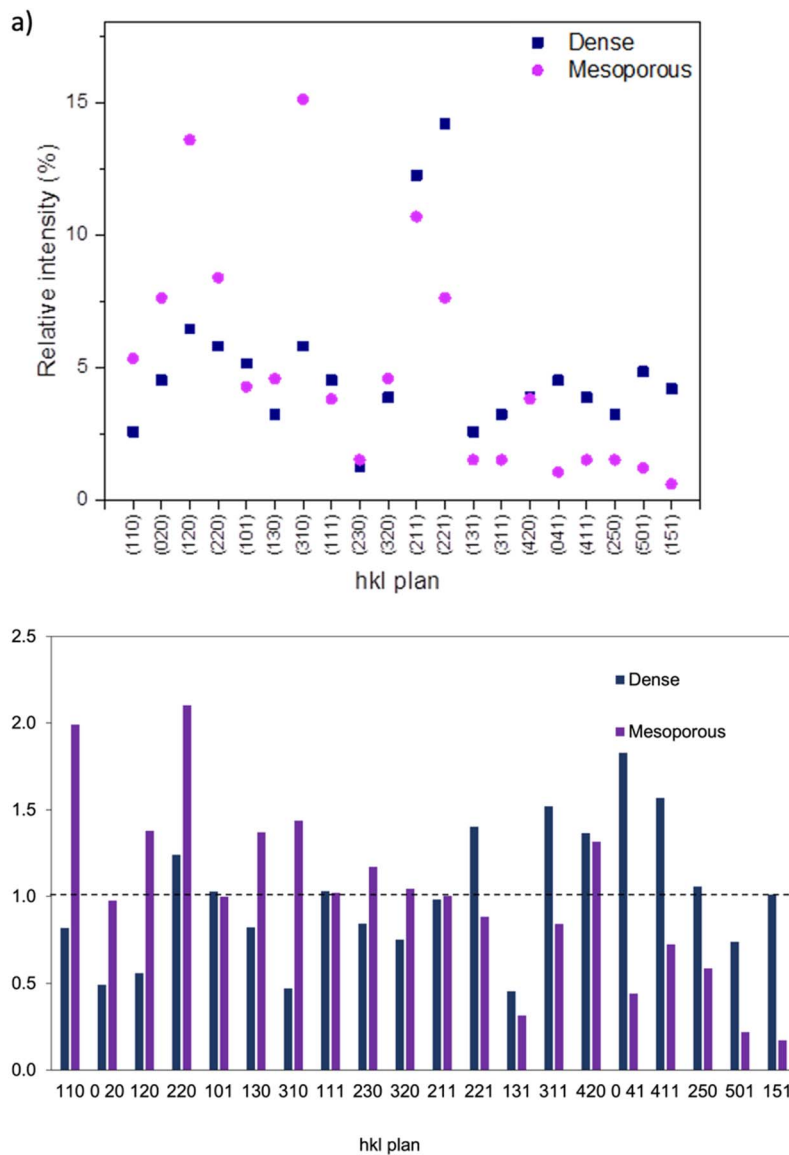 a)
Dense
Mesoporous
Relative intensity (%)
15
10
5
0
(110) (020) (120) (220) (101) (130) (310) (111) (230) (320) (211) (221) (131) (311) (420) (041) (411) (250) (501) (151)
hkl plan
2.5
Dense
2.0
Mesoporous
1.5
1.0
0.5
0.0
110 0 20 120 220 101 130 310 111 230 320 211 221 131 311 420 0 41 411 250 501 151
hkl plan